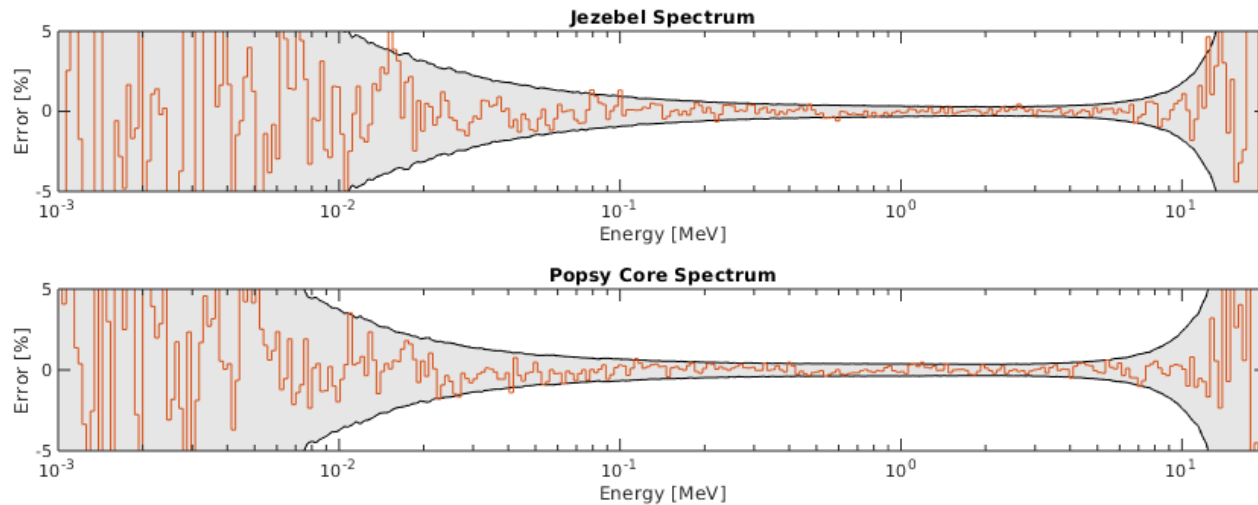 Jezebel Spectrum
5
0
-5
Error [%]
10^-3 10^-2 10^-1 10^0 10^1
Energy [MeV]
Popsy Core Spectrum
5
0
-5
Error [%]
10^-3 10^-2 10^-1 10^0 10^1
Energy [MeV]